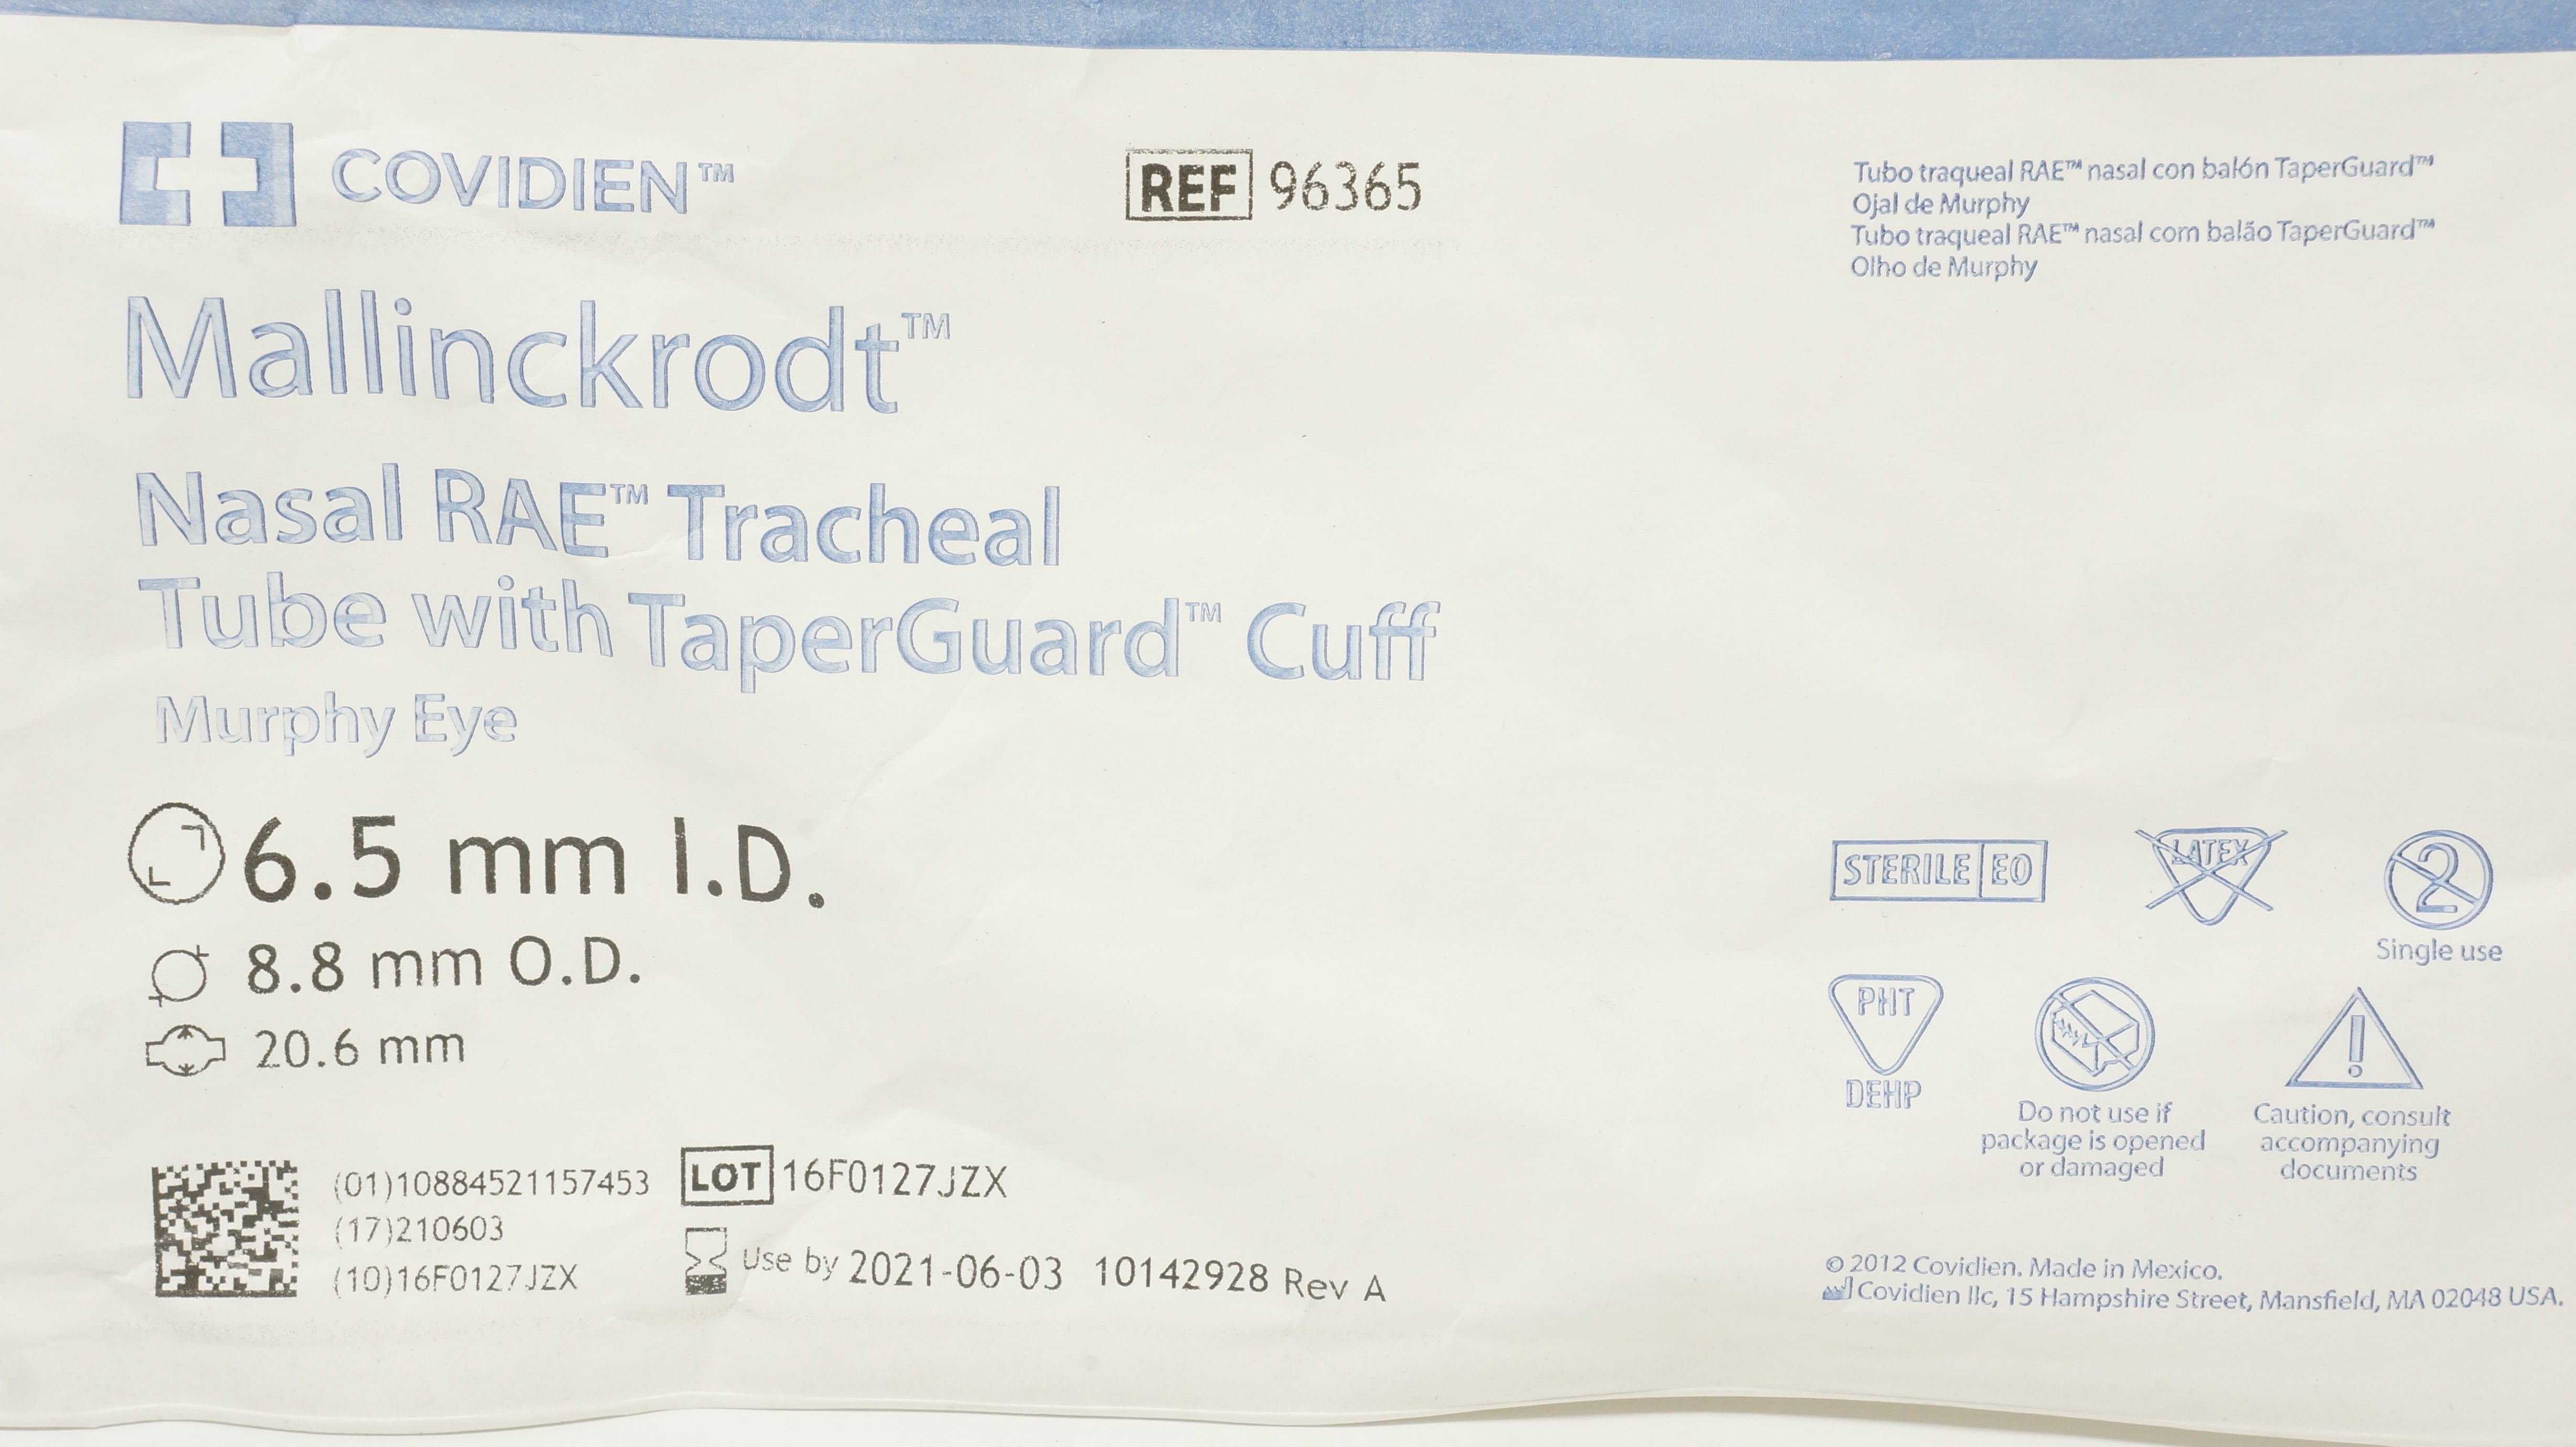 COVIDIEN™
REF 96365
Tubo traqueal RAE™ nasal con balón TaperGuard™
Ojal de Murphy
Tubo traqueal RAE™ nasal com balão TaperGuard™
Olho de Murphy
Mallinckrodt™
Nasal RAE™ Tracheal
Tube with TaperGuard™ Cuff
Murphy Eye
6.5 mm I.D.
8.8 mm O.D.
20.6 mm
STERILE EO
LATEX
2
Single use
PHT
DEHP
Do not use if
package is opened
or damaged
!
Caution, consult
accompanying
documents
(01)10884521157453
(17)210603
(10)16F0127JZX
LOT 16F0127JZX
Use by 2021-06-03 10142928 Rev A
© 2012 Covidien. Made in Mexico.
Covidien llc, 15 Hampshire Street, Mansfield, MA 02048 USA.